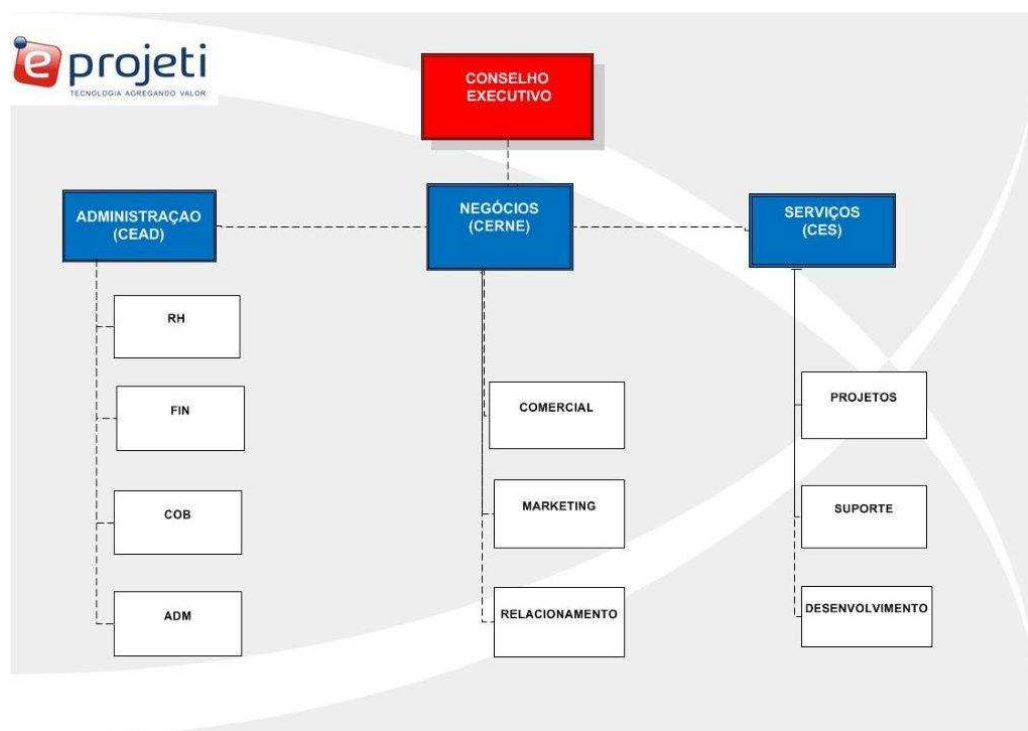 e projeti
TECNOLOGIA AGREGANDO VALOR
CONSELHO
EXECUTIVO
ADMINISTRAÇAO
(CEAD)
NEGÓCIOS
(CERNE)
SERVIÇOS
(CES)
RH
FIN
COB
ADM
COMERCIAL
MARKETING
RELACIONAMENTO
PROJETOS
SUPORTE
DESENVOLVIMENTO